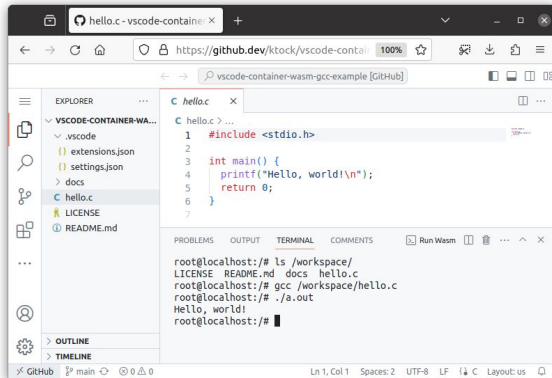 hello.c - vscode-container
https://github.dev/ktock/vscode-contai
100%
vscode-container-wasm-gcc-example [GitHub]
EXPLORER
VSCODE-CONTAINER-WA...
.vscode
extensions.json
settings.json
docs
hello.c
LICENSE
README.md
OUTLINE
TIMELINE
hello.c
hello.c > ...
1 #include <stdio.h>
2
3 int main() {
4 printf("Hello, world!\n");
5 return 0;
6 }
7
PROBLEMS OUTPUT TERMINAL COMMENTS Run Wasm
root@localhost:/# ls /workspace/
LICENSE README.md docs hello.c
root@localhost:/# gcc /workspace/hello.c
root@localhost:/# ./a.out
Hello, world!
root@localhost:/#
GitHub main 0 0 Ln 1, Col 1 Spaces: 2 UTF-8 LF C Layout: us